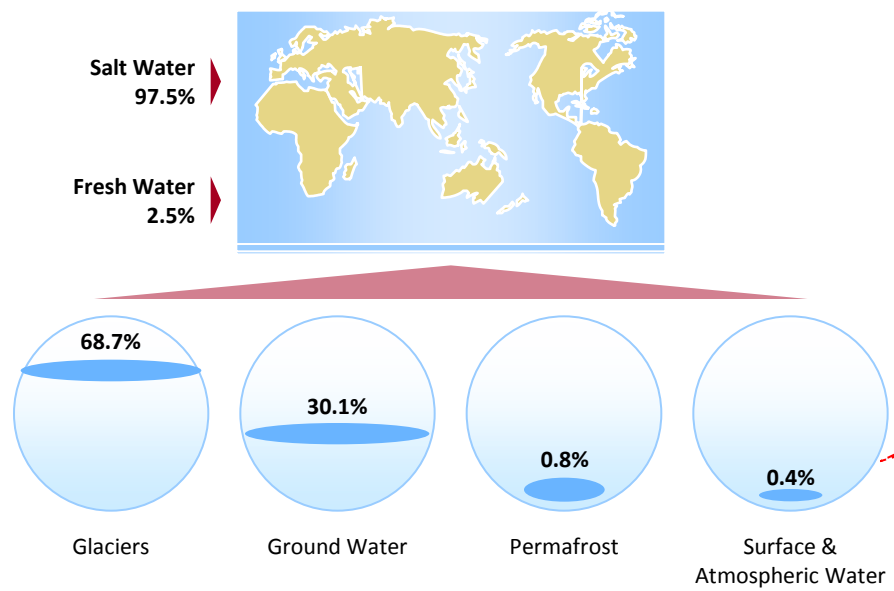 Salt Water
97.5%
Fresh Water
2.5%
68.7%
30.1%
0.8%
0.4%
Glaciers
Ground Water
Permafrost
Surface &
Atmospheric Water